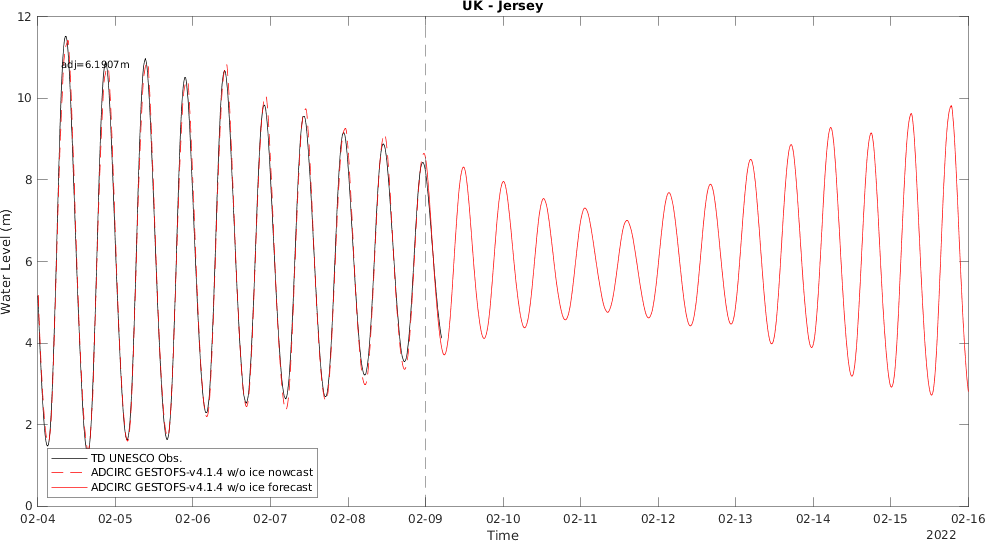 UK - Jersey
12
10
8
6
4
2
0
Water Level (m)
adj=6.1907m
TD UNESCO Obs.
ADCIRC GESTOFS-v4.1.4 w/o ice nowcast
ADCIRC GESTOFS-v4.1.4 w/o ice forecast
02-04 02-05 02-06 02-07 02-08 02-09 02-10 02-11 02-12 02-13 02-14 02-15 02-16
Time
2022